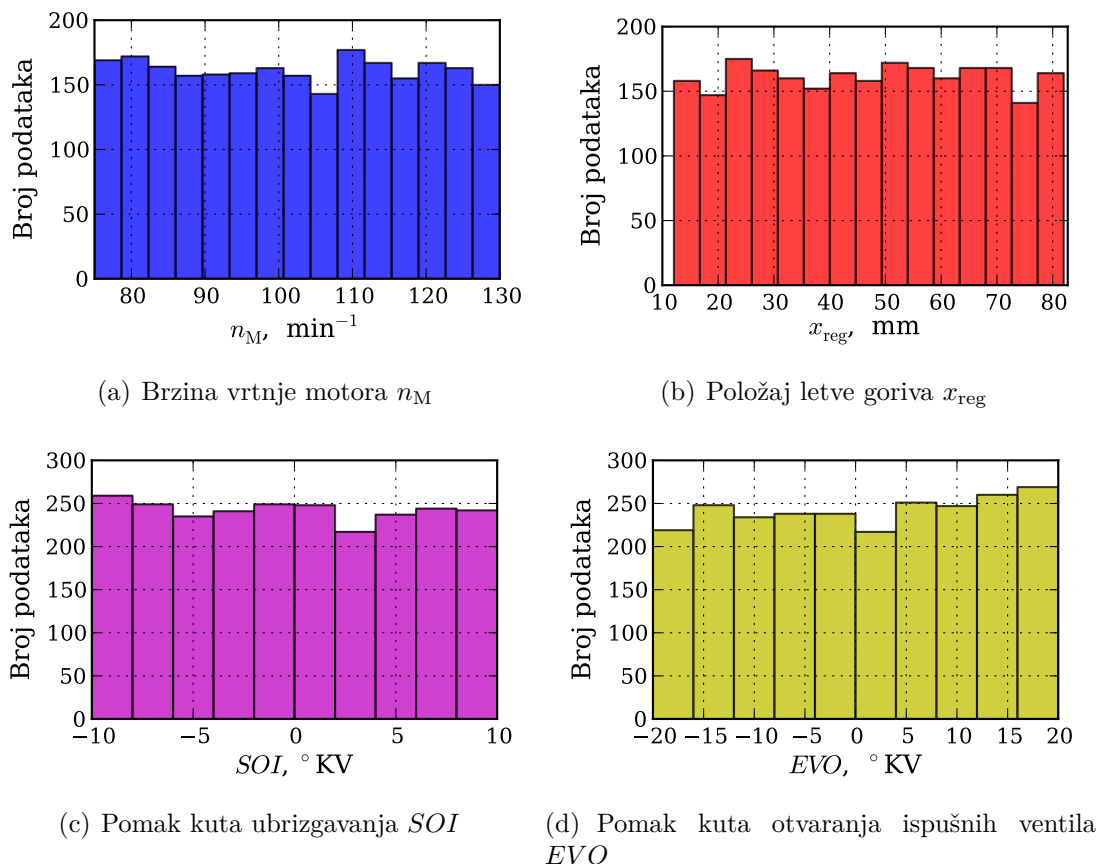 200
150
100
50
0
Broj podataka
80 90 100 110 120 130
n_M, min⁻¹
(a) Brzina vrtnje motora n_M
200
150
100
50
0
Broj podataka
10 20 30 40 50 60 70 80
x_reg, mm
(b) Položaj letve goriva x_reg
300
250
200
150
100
50
0
Broj podataka
−10 −5 0 5 10
SOI, °KV
(c) Pomak kuta ubrizgavanja SOI
300
250
200
150
100
50
0
Broj podataka
−20 −15 −10 −5 0 5 10 15 20
EVO, °KV
(d) Pomak kuta otvaranja ispušnih ventila
EVO